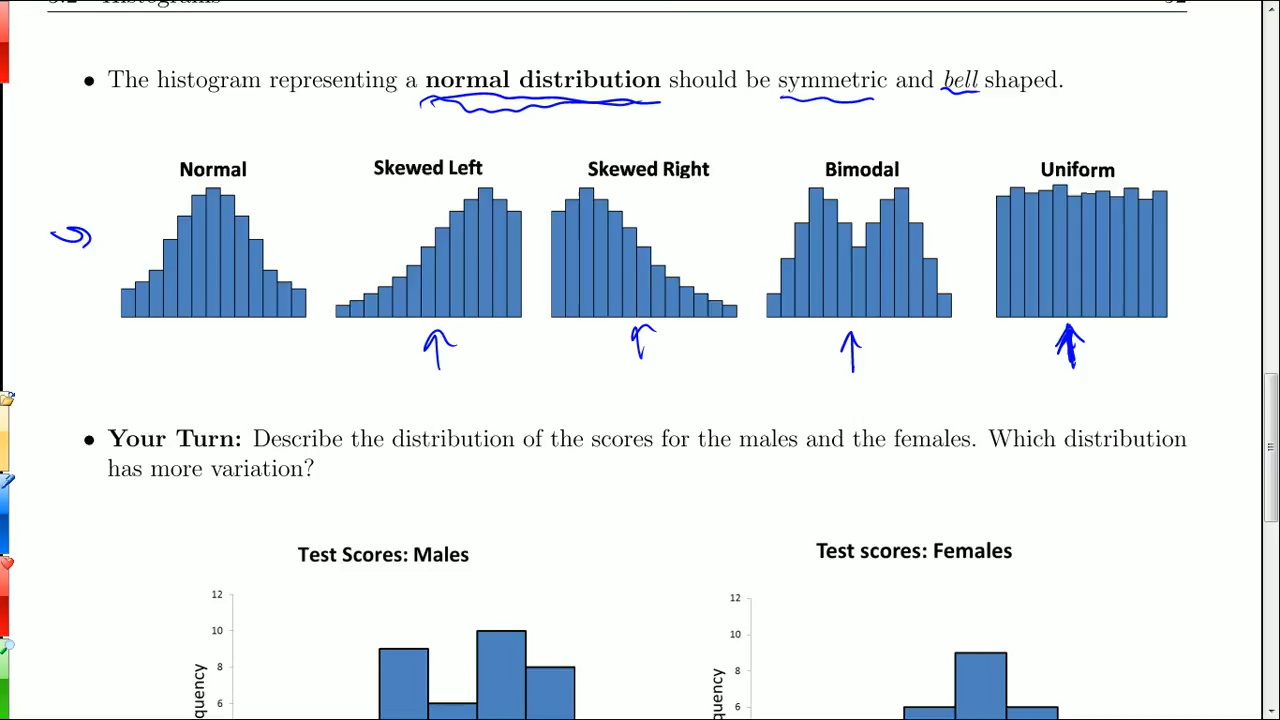 • The histogram representing a normal distribution should be symmetric and bell shaped.
Normal
Skewed Left
Skewed Right
Bimodal
Uniform
• Your Turn: Describe the distribution of the scores for the males and the females. Which distribution
has more variation?
Test Scores: Males
Test scores: Females
12
10
8
6
12
10
8
6